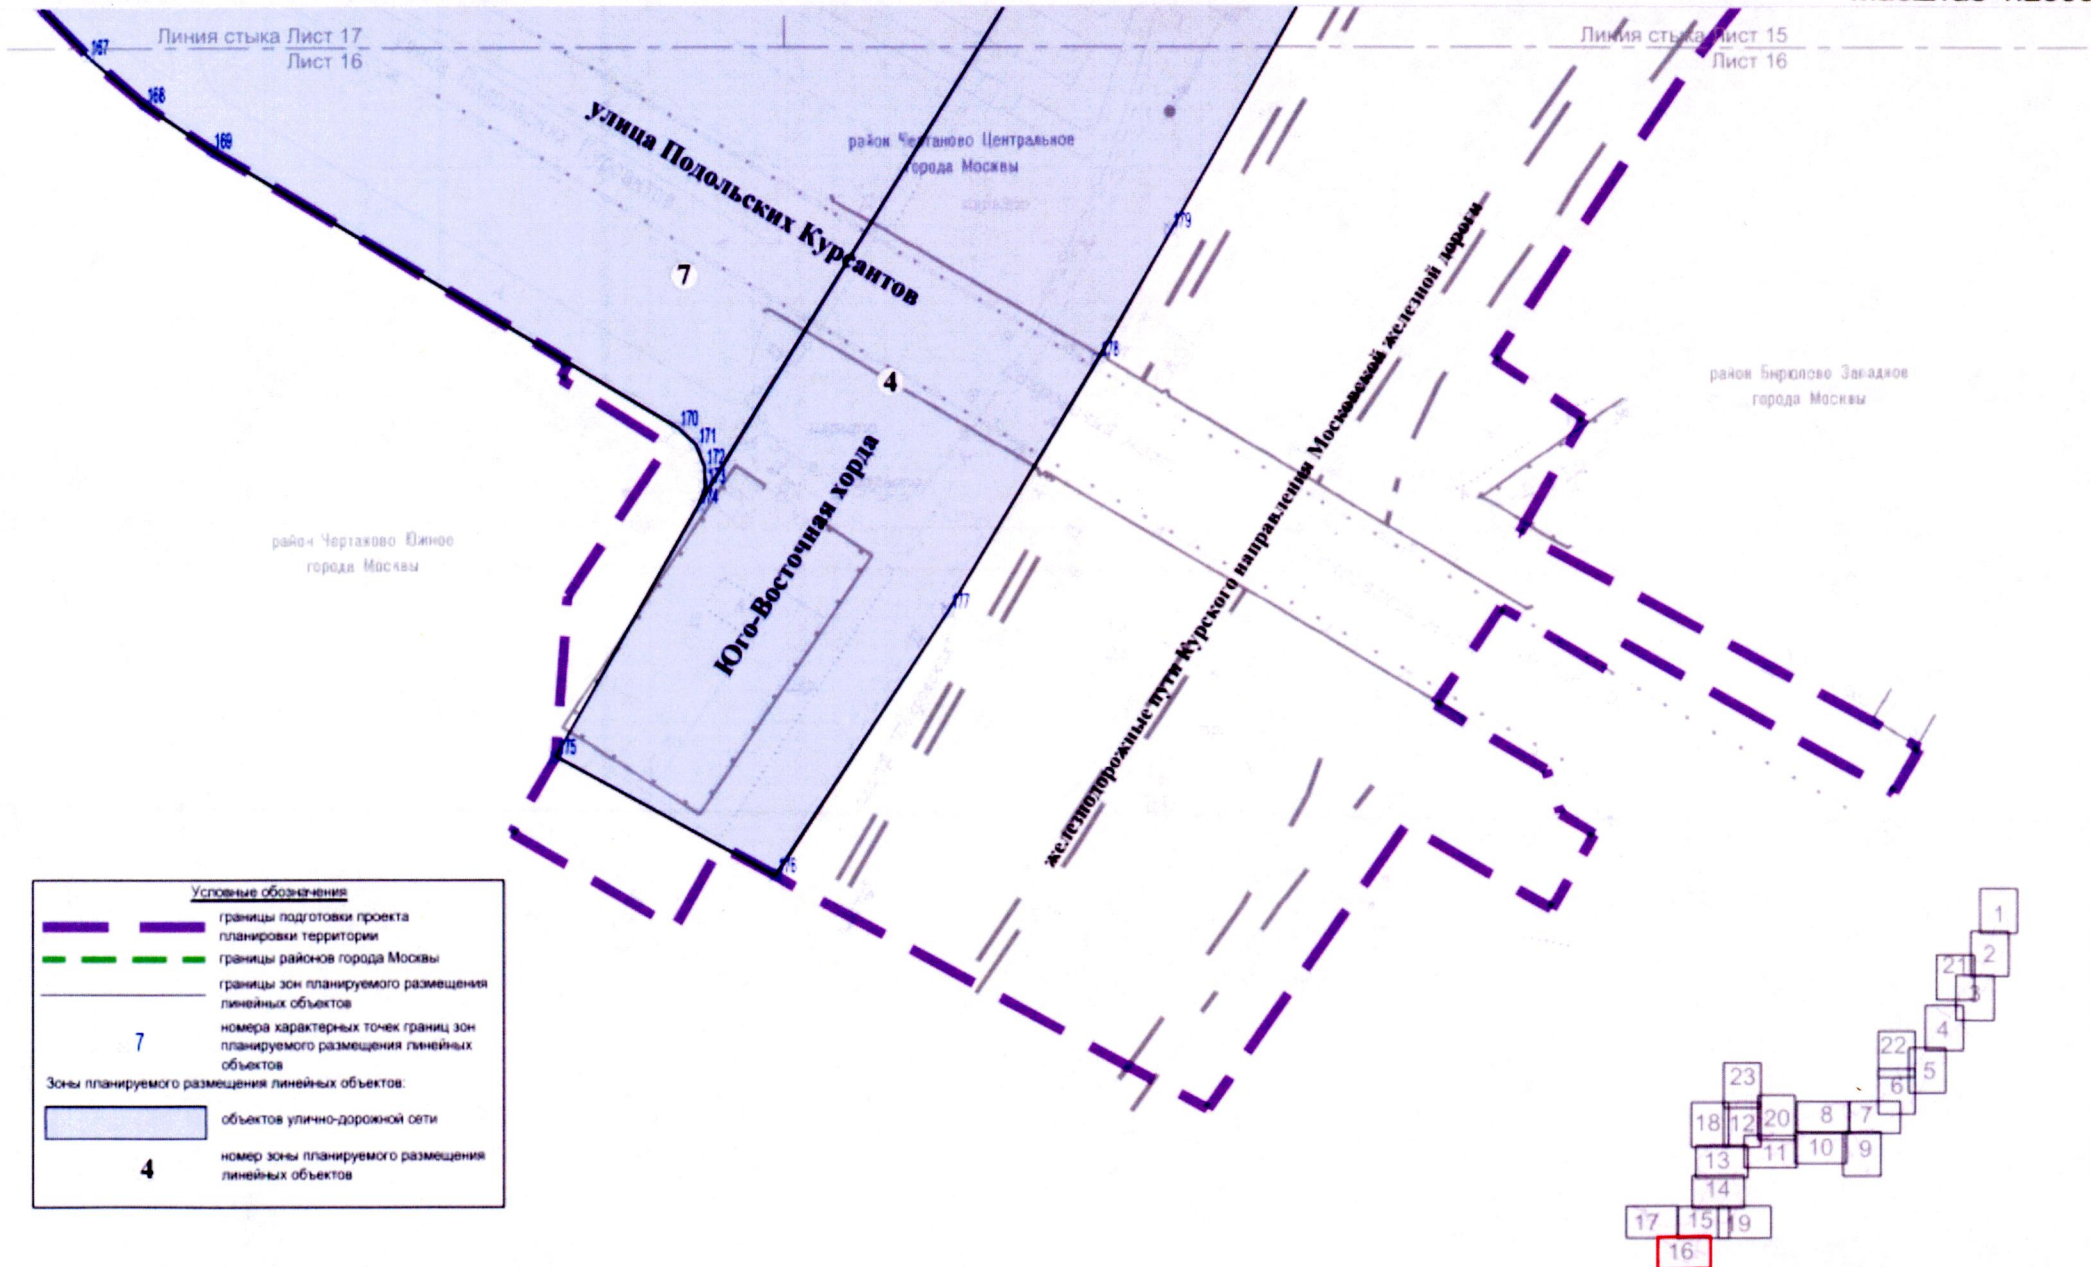 Линия стыка Лист 17
Лист 16
Линия стыка Лист 15
Лист 16
167
168
169
улица Подольских Курсантов
район Чертаново Центральное
города Москвы
179
7
178
4
район Бирюлево Западное
города Москвы
170
171
172
173
174
район Чертаново Южное
города Москвы
Юго-Восточная хорда
железнодорожные пути Курского направления Московской железной дороги
177
175
176
Условные обозначения
границы подготовки проекта
планировки территории
границы районов города Москвы
границы зон планируемого размещения
линейных объектов
7
номера характерных точек границ зон
планируемого размещения линейных
объектов
Зоны планируемого размещения линейных объектов:
объектов улично-дорожной сети
4
номер зоны планируемого размещения
линейных объектов
1
2
21
3
4
22
5
6
23
18
12
20
8
7
13
11
10
9
14
17
15
19
16